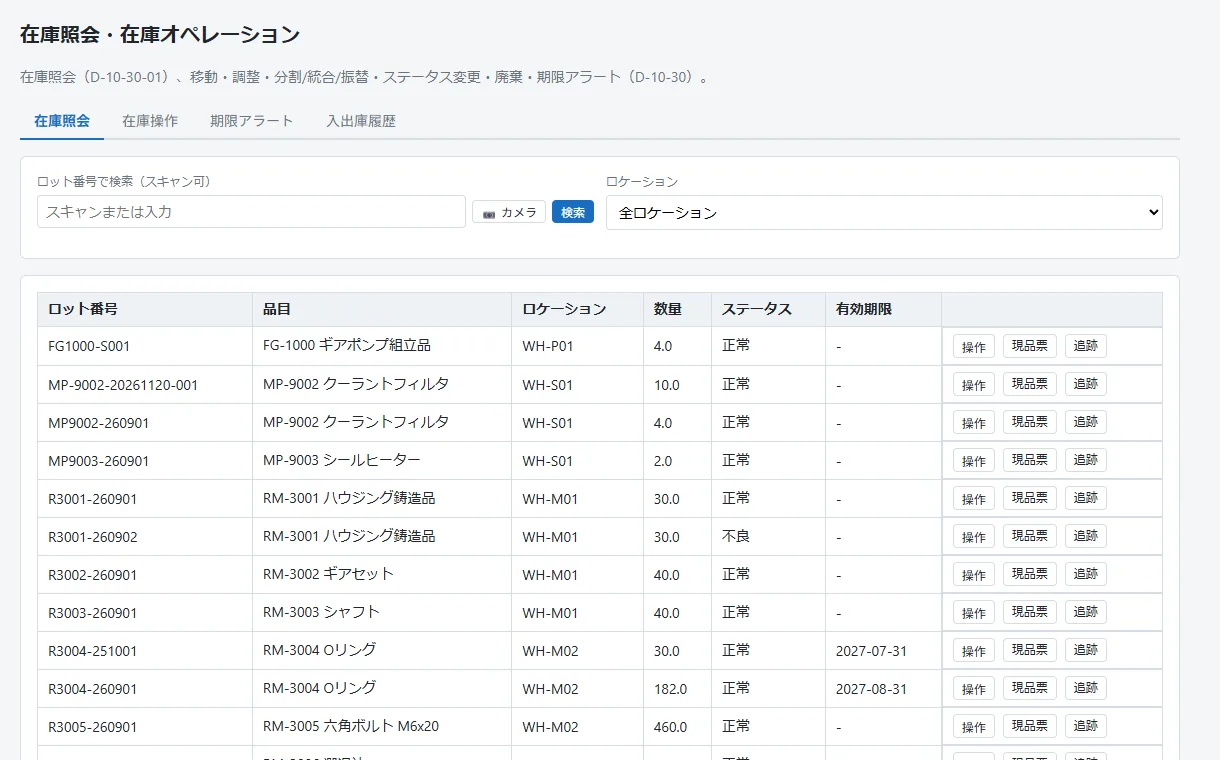 在庫照会・在庫オペレーション
在庫照会（D-10-30-01）、移動・調整・分割/統合/振替・ステータス変更・廃棄・期限アラート（D-10-30）。
在庫照会 在庫操作 期限アラート 入出庫履歴
ロット番号で検索（スキャン可） ロケーション
スキャンまたは入力 カメラ 検索 全ロケーション
ロット番号 品目 ロケーション 数量 ステータス 有効期限
FG1000-S001 FG-1000 ギアポンプ組立品 WH-P01 4.0 正常 - 操作 現品票 追跡
MP-9002-20261120-001 MP-9002 クーラントフィルタ WH-S01 10.0 正常 - 操作 現品票 追跡
MP9002-260901 MP-9002 クーラントフィルタ WH-S01 4.0 正常 - 操作 現品票 追跡
MP9003-260901 MP-9003 シールヒーター WH-S01 2.0 正常 - 操作 現品票 追跡
R3001-260901 RM-3001 ハウジング鋳造品 WH-M01 30.0 正常 - 操作 現品票 追跡
R3001-260902 RM-3001 ハウジング鋳造品 WH-M01 30.0 不良 - 操作 現品票 追跡
R3002-260901 RM-3002 ギアセット WH-M01 40.0 正常 - 操作 現品票 追跡
R3003-260901 RM-3003 シャフト WH-M01 40.0 正常 - 操作 現品票 追跡
R3004-251001 RM-3004 Oリング WH-M02 30.0 正常 2027-07-31 操作 現品票 追跡
R3004-260901 RM-3004 Oリング WH-M02 182.0 正常 2027-08-31 操作 現品票 追跡
R3005-260901 RM-3005 六角ボルト M6x20 WH-M02 460.0 正常 - 操作 現品票 追跡